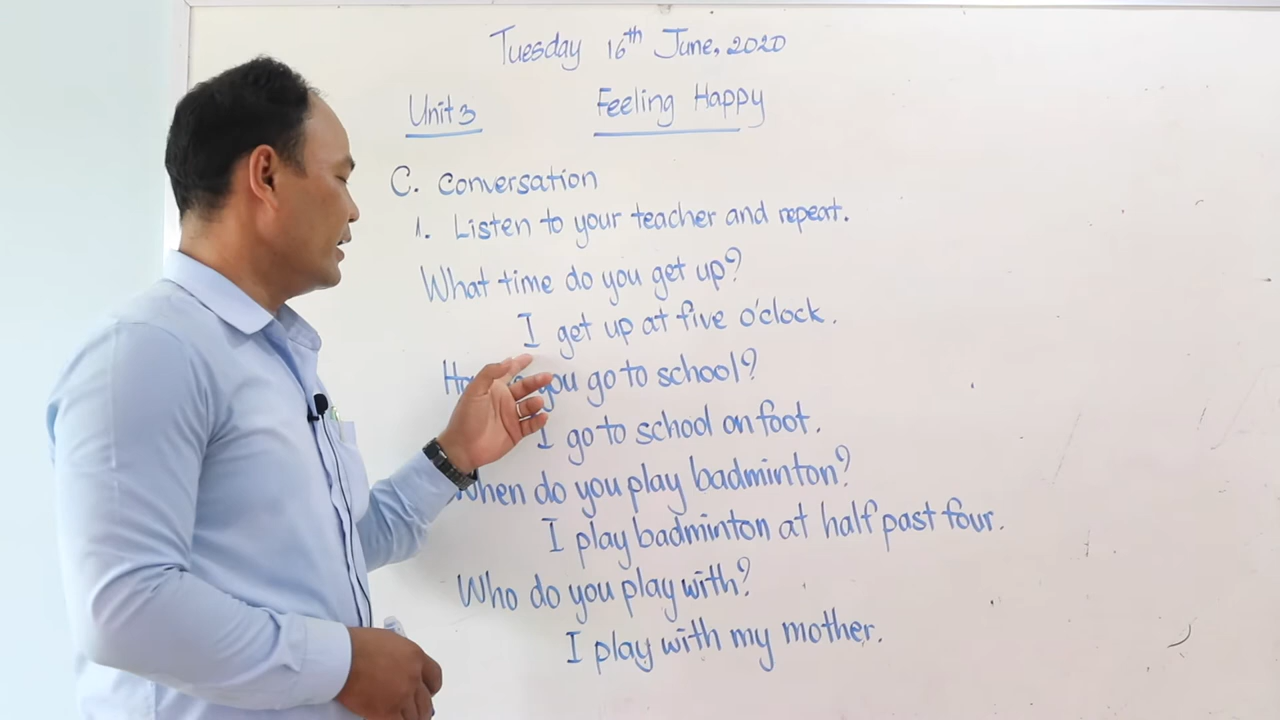 Tuesday 16th June, 2020
Unit 3 Feeling Happy
C. Conversation
1. Listen to your teacher and repeat.
What time do you get up?
I get up at five o'clock.
you go to school?
I go to school on foot.
When do you play badminton?
I play badminton at half past four.
Who do you play with?
I play with my mother.